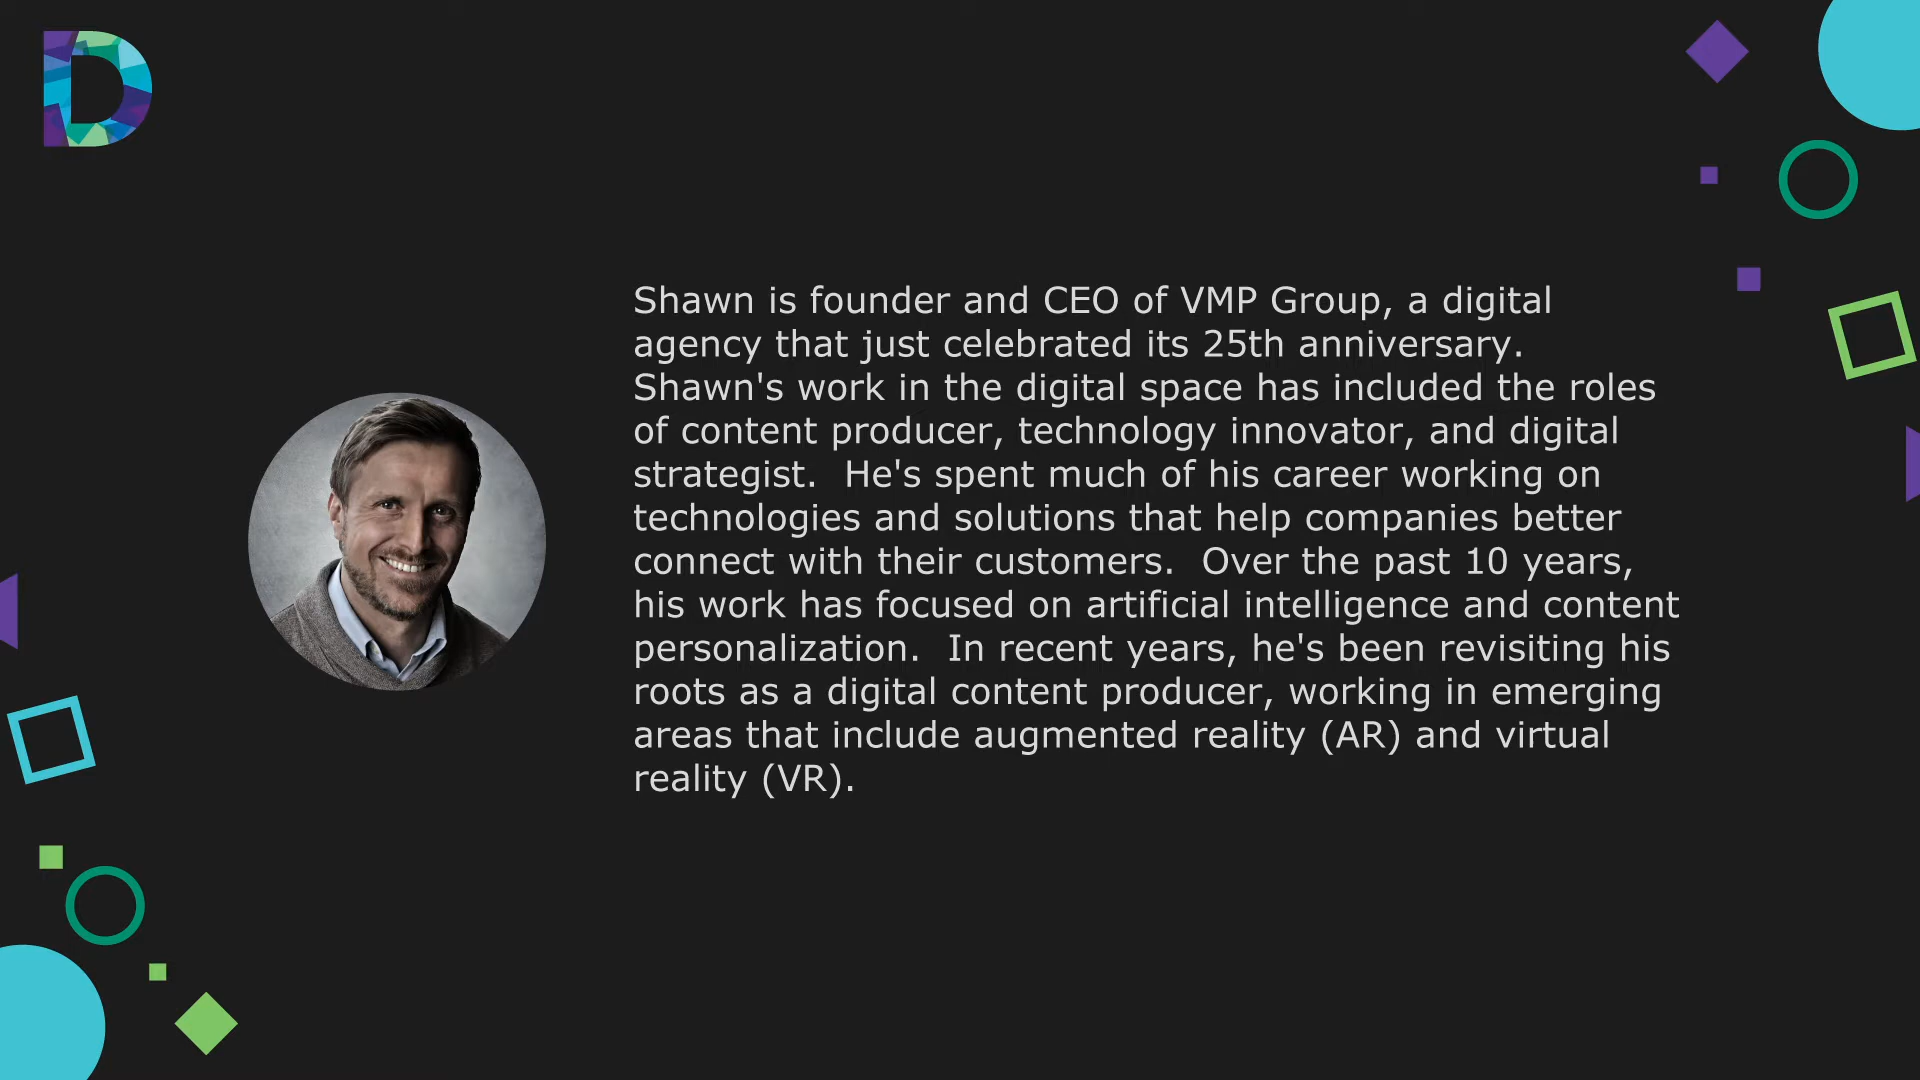 D
Shawn is founder and CEO of VMP Group, a digital
agency that just celebrated its 25th anniversary.
Shawn's work in the digital space has included the roles
of content producer, technology innovator, and digital
strategist.  He's spent much of his career working on
technologies and solutions that help companies better
connect with their customers.  Over the past 10 years,
his work has focused on artificial intelligence and content
personalization.  In recent years, he's been revisiting his
roots as a digital content producer, working in emerging
areas that include augmented reality (AR) and virtual
reality (VR).